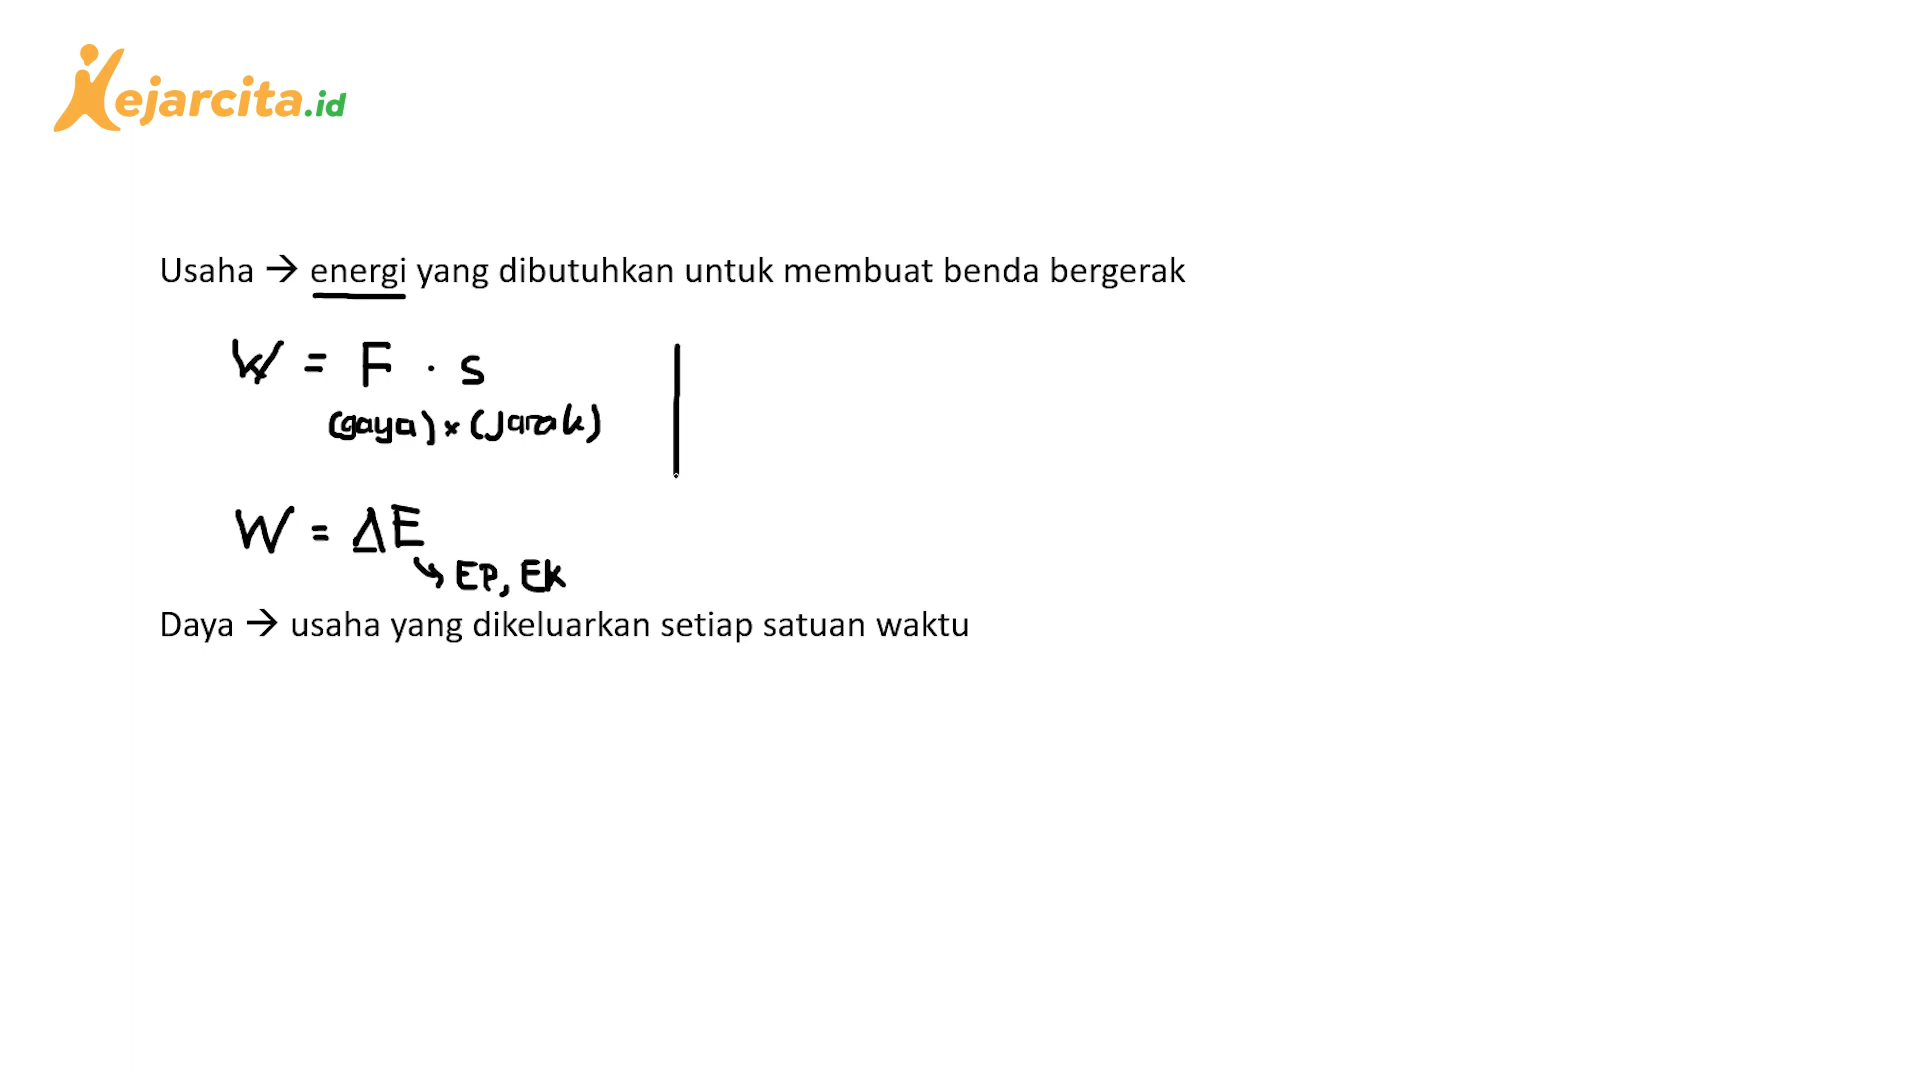 Kejarcita.id
Usaha → energi yang dibutuhkan untuk membuat benda bergerak
W = F · s
(gaya) × (Jarak)
W = ΔE
↳ EP, EK
Daya → usaha yang dikeluarkan setiap satuan waktu